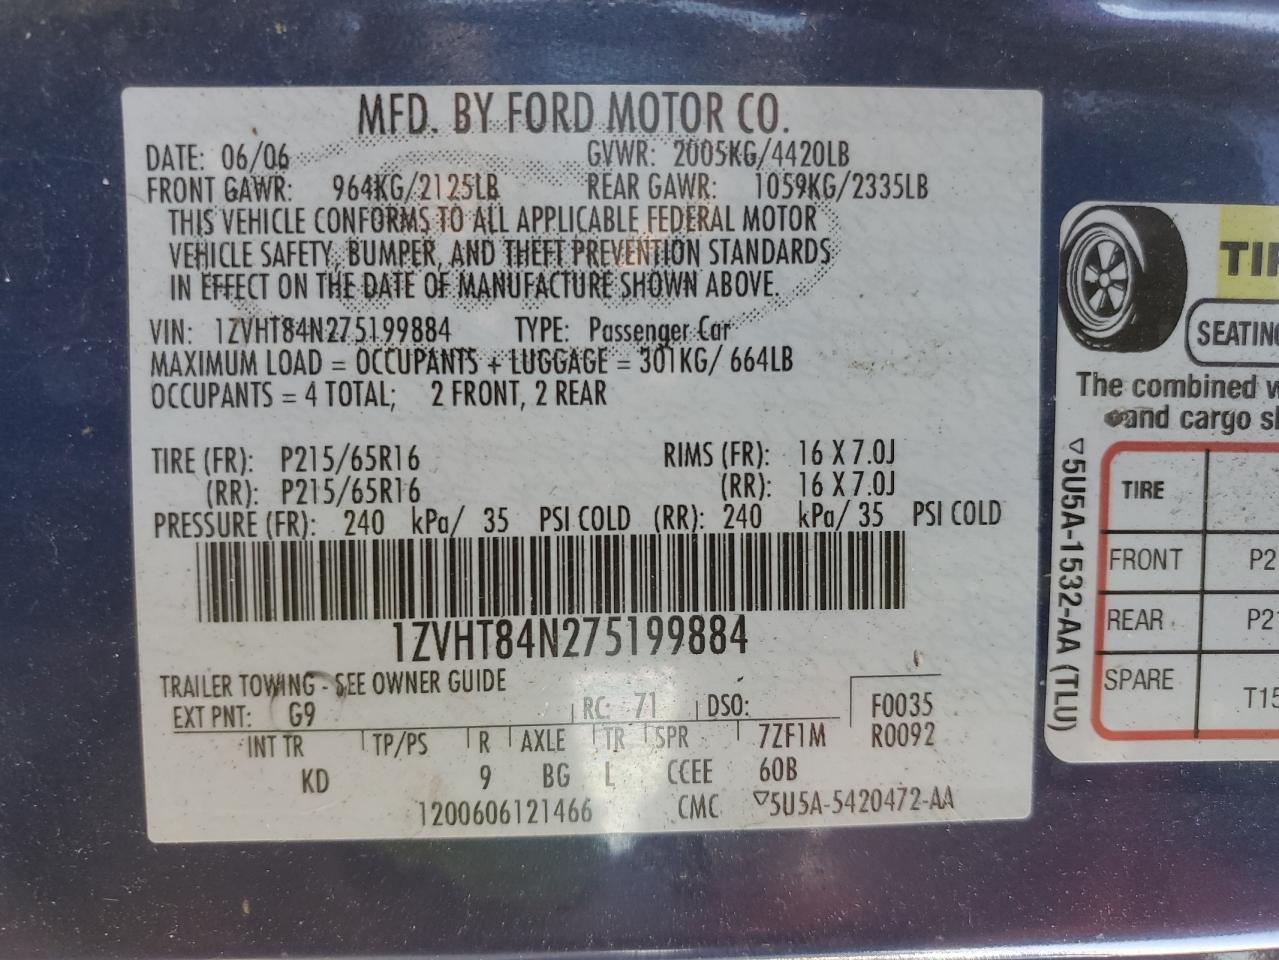 MFD. BY FORD MOTOR CO.
DATE: 06/06 GVWR: 2005KG/4420LB
FRONT GAWR: 964KG/2125LB REAR GAWR: 1059KG/2335LB
THIS VEHICLE CONFORMS TO ALL APPLICABLE FEDERAL MOTOR
VEHICLE SAFETY, BUMPER, AND THEFT PREVENTION STANDARDS
IN EFFECT ON THE DATE OF MANUFACTURE SHOWN ABOVE.
VIN: 1ZVHT84N275199884 TYPE: Passenger Car
MAXIMUM LOAD = OCCUPANTS + LUGGAGE = 301KG/ 664LB
OCCUPANTS = 4 TOTAL; 2 FRONT, 2 REAR
TIRE (FR): P215/65R16 RIMS (FR): 16 X 7.0J
(RR): P215/65R16 (RR): 16 X 7.0J
PRESSURE (FR): 240 kPa/ 35 PSI COLD (RR): 240 kPa/ 35 PSI COLD
1ZVHT84N275199884
TRAILER TOWING - SEE OWNER GUIDE
EXT PNT: G9 RC: 71 DSO: F0035
INT TR TP/PS R AXLE TR SPR 7ZF1M R0092
KD 9 BG L CCEE 60B
1200606121466 CMC ▽5U5A-5420472-AA
TI
SEATING
The combined
and cargo
TIRE
FRONT P2
REAR P2
SPARE T15
▽5U5A-1532-AA (TLU)